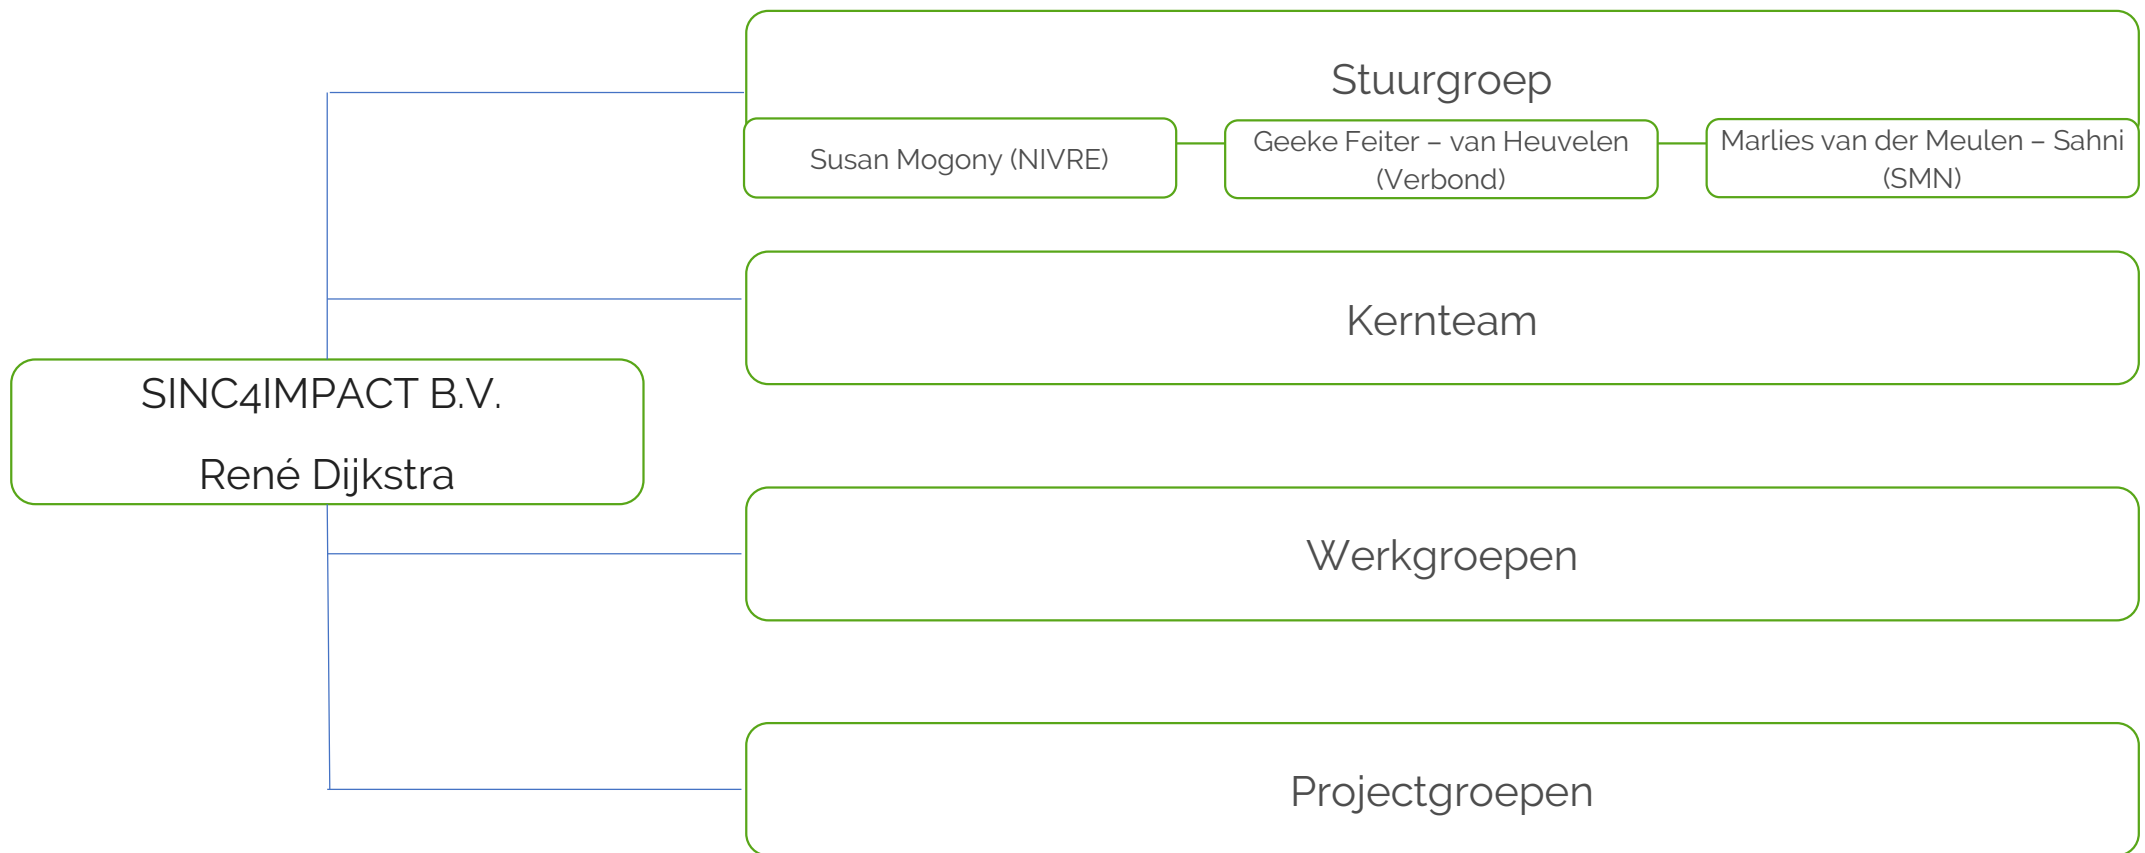 Stuurgroep
Susan Mogony (NIVRE)
Geeke Feiter – van Heuvelen
(Verbond)
Marlies van der Meulen – Sahni
(SMN)
Kernteam
SINC4IMPACT B.V.
René Dijkstra
Werkgroepen
Projectgroepen